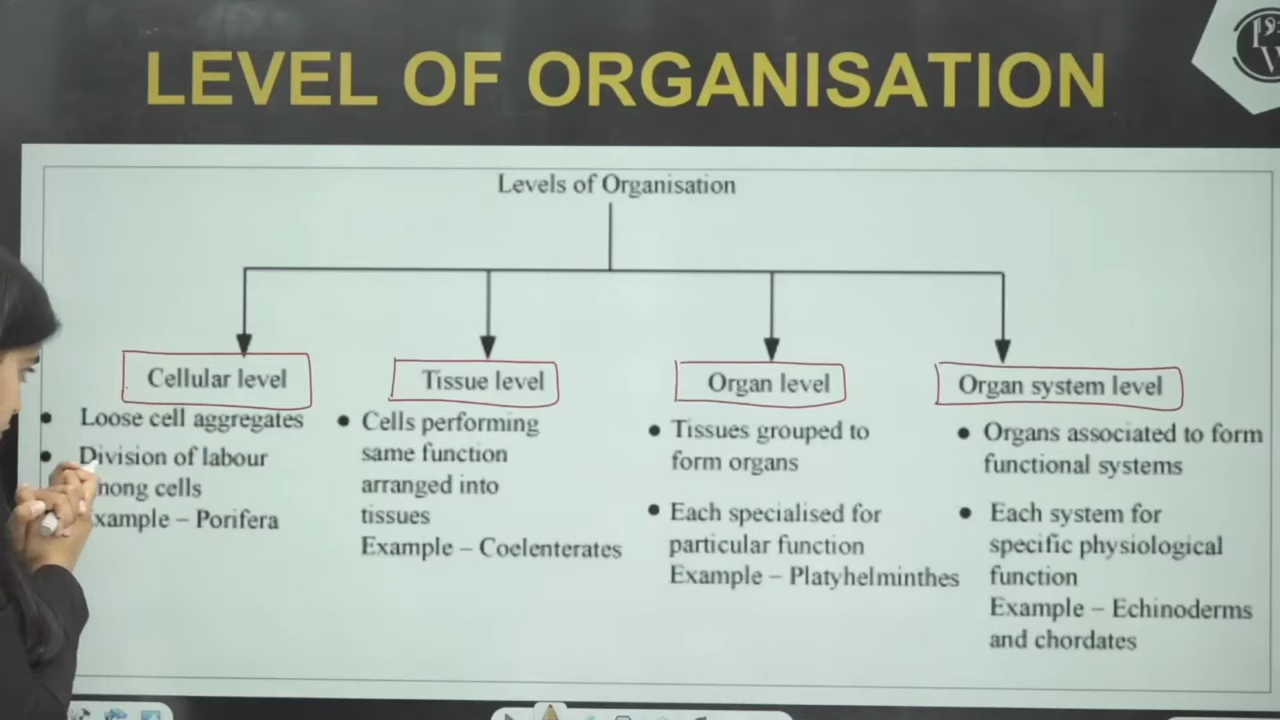 LEVEL OF ORGANISATION
Levels of Organisation
Cellular level
• Loose cell aggregates
• Division of labour
mong cells
xample – Porifera
Tissue level
• Cells performing
same function
arranged into
tissues
Example – Coelenterates
Organ level
• Tissues grouped to
form organs
• Each specialised for
particular function
Example – Platyhelminthes
Organ system level
• Organs associated to form
functional systems
• Each system for
specific physiological
function
Example – Echinoderms
and chordates